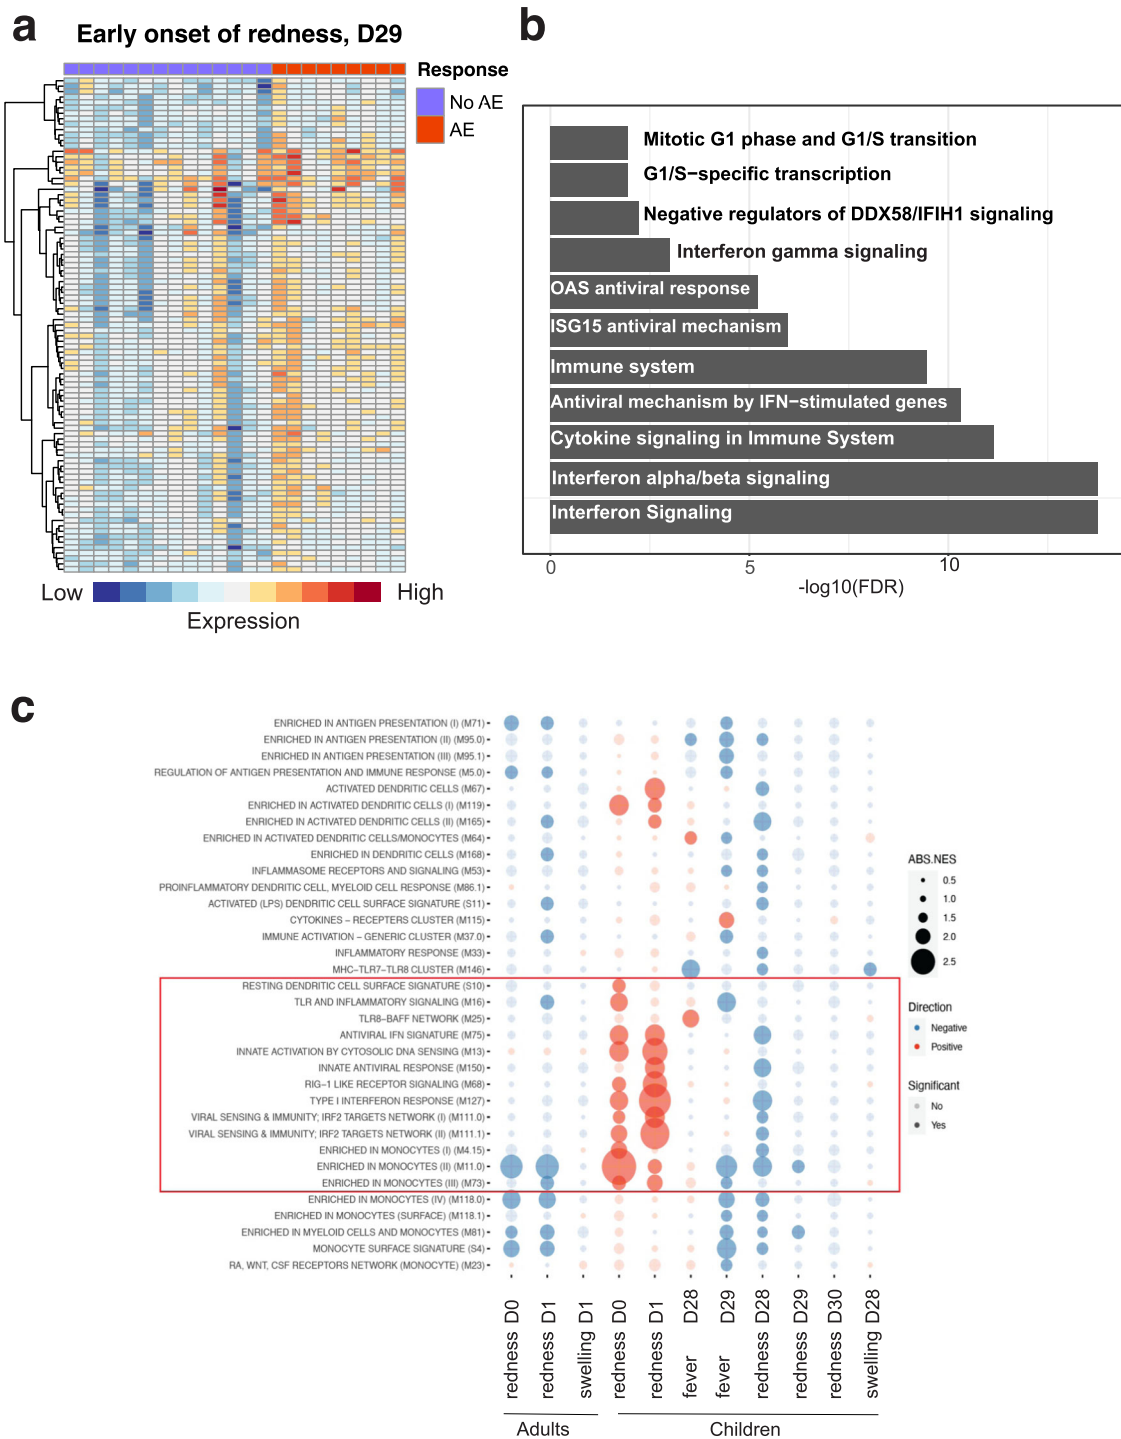 a
Early onset of redness, D29
Response
No AE
AE
Low
High
Expression
b
Mitotic G1 phase and G1/S transition
G1/S−specific transcription
Negative regulators of DDX58/IFIH1 signaling
Interferon gamma signaling
OAS antiviral response
ISG15 antiviral mechanism
Immune system
Antiviral mechanism by IFN−stimulated genes
Cytokine signaling in Immune System
Interferon alpha/beta signaling
Interferon Signaling
0 5 10
-log10(FDR)
c
ENRICHED IN ANTIGEN PRESENTATION (I) (M71)
ENRICHED IN ANTIGEN PRESENTATION (II) (M95.0)
ENRICHED IN ANTIGEN PRESENTATION (III) (M95.1)
REGULATION OF ANTIGEN PRESENTATION AND IMMUNE RESPONSE (M5.0)
ACTIVATED DENDRITIC CELLS (M67)
ENRICHED IN ACTIVATED DENDRITIC CELLS (I) (M119)
ENRICHED IN ACTIVATED DENDRITIC CELLS (II) (M165)
ENRICHED IN ACTIVATED DENDRITIC CELLS/MONOCYTES (M64)
ENRICHED IN DENDRITIC CELLS (M168)
INFLAMMASOME RECEPTORS AND SIGNALING (M53)
PROINFLAMMATORY DENDRITIC CELL, MYELOID CELL RESPONSE (M86.1)
ACTIVATED (LPS) DENDRITIC CELL SURFACE SIGNATURE (S11)
CYTOKINES − RECEPTERS CLUSTER (M115)
IMMUNE ACTIVATION − GENERIC CLUSTER (M37.0)
INFLAMMATORY RESPONSE (M33)
MHC−TLR7−TLR8 CLUSTER (M146)
RESTING DENDRITIC CELL SURFACE SIGNATURE (S10)
TLR AND INFLAMMATORY SIGNALING (M16)
TLR8−BAFF NETWORK (M25)
ANTIVIRAL IFN SIGNATURE (M75)
INNATE ACTIVATION BY CYTOSOLIC DNA SENSING (M13)
INNATE ANTIVIRAL RESPONSE (M150)
RIG−1 LIKE RECEPTOR SIGNALING (M68)
TYPE I INTERFERON RESPONSE (M127)
VIRAL SENSING & IMMUNITY; IRF2 TARGETS NETWORK (I) (M111.0)
VIRAL SENSING & IMMUNITY; IRF2 TARGETS NETWORK (II) (M111.1)
ENRICHED IN MONOCYTES (I) (M4.15)
ENRICHED IN MONOCYTES (II) (M11.0)
ENRICHED IN MONOCYTES (III) (M73)
ENRICHED IN MONOCYTES (IV) (M118.0)
ENRICHED IN MONOCYTES (SURFACE) (M118.1)
ENRICHED IN MYELOID CELLS AND MONOCYTES (M81)
MONOCYTE SURFACE SIGNATURE (S4)
RA, WNT, CSF RECEPTORS NETWORK (MONOCYTE) (M23)
redness D0
redness D1
swelling D1
redness D0
redness D1
fever D28
fever D29
redness D28
redness D29
redness D30
swelling D28
Adults
Children
ABS.NES
0.5
1.0
1.5
2.0
2.5
Direction
Negative
Positive
Significant
No
Yes